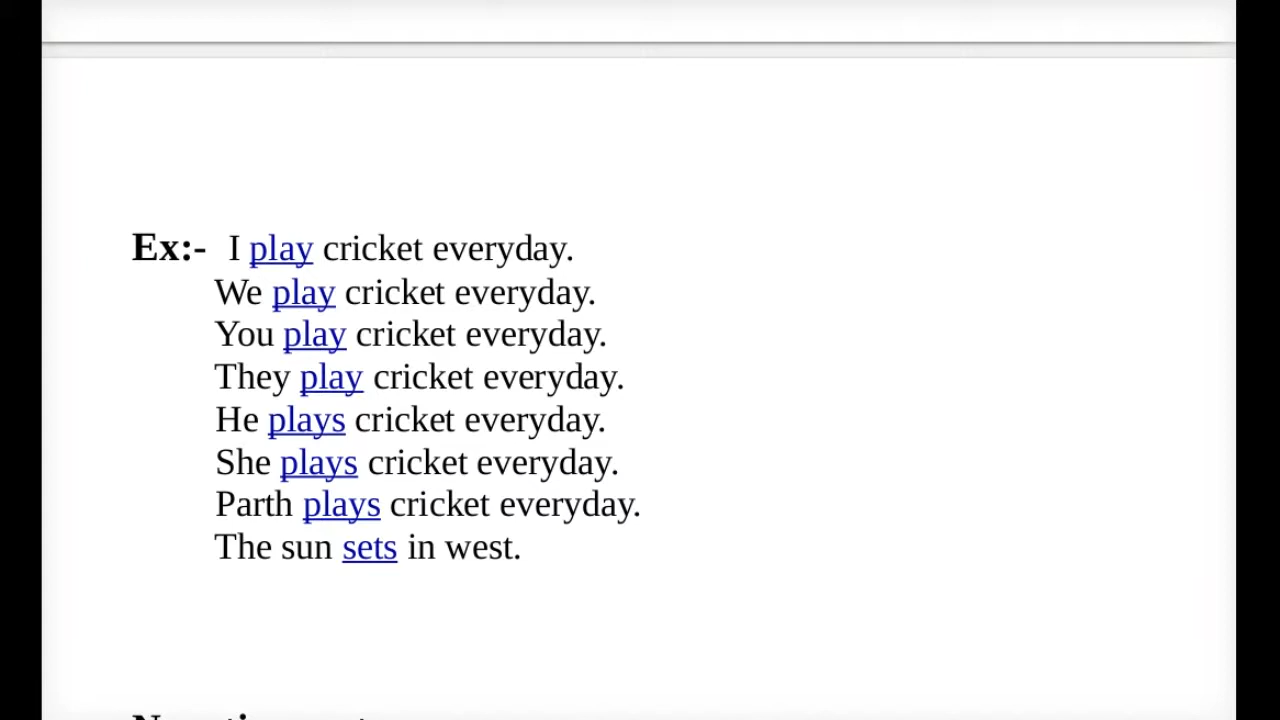 Ex:- I play cricket everyday.
We play cricket everyday.
You play cricket everyday.
They play cricket everyday.
He plays cricket everyday.
She plays cricket everyday.
Parth plays cricket everyday.
The sun sets in west.